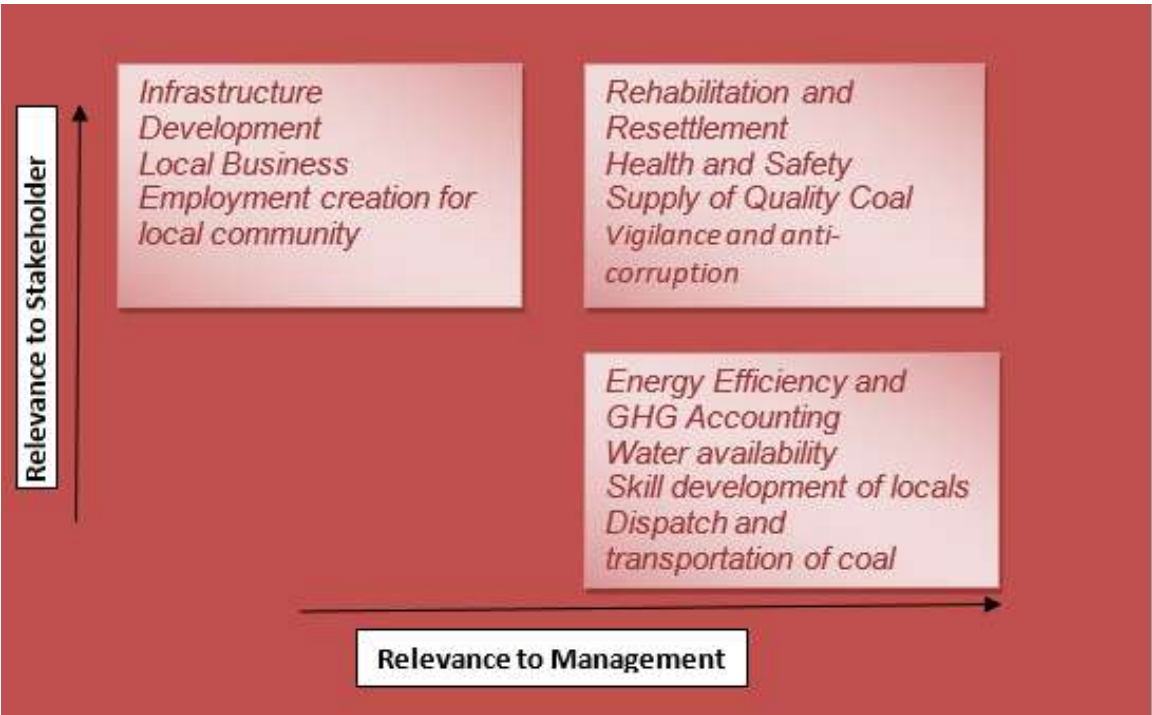 Infrastructure
Development
Local Business
Employment creation for
local community
Rehabilitation and
Resettlement
Health and Safety
Supply of Quality Coal
Vigilance and anti-
corruption
Relevance to Stakeholder
Energy Efficiency and
GHG Accounting
Water availability
Skill development of locals
Dispatch and
transportation of coal
Relevance to Management